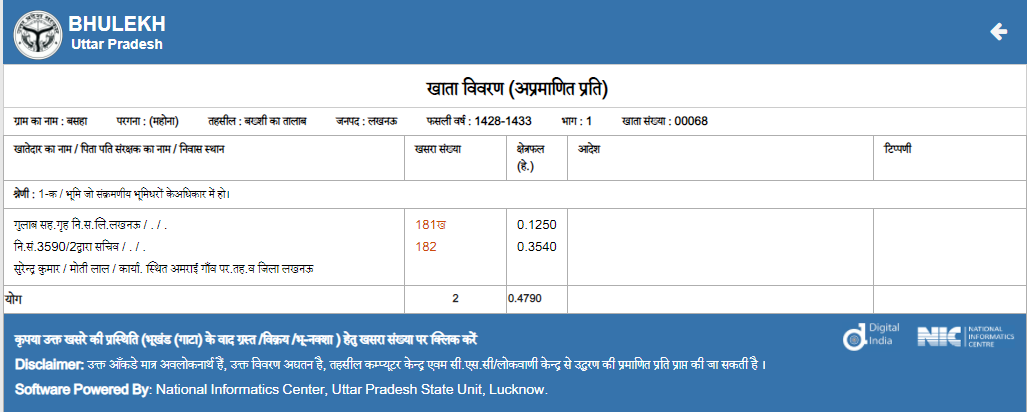 BHULEKH
Uttar Pradesh
खाता विवरण (अप्रमाणित प्रति)
ग्राम का नाम : बसहा परगना : (महोना) तहसील : बख्शी का तालाब जनपद : लखनऊ फसली वर्ष : 1428-1433 भाग : 1 खाता संख्या : 00068
खातेदार का नाम / पिता पति संरक्षक का नाम / निवास स्थान खसरा संख्या क्षेत्रफल (हे.) आदेश टिप्पणी
श्रेणी : 1-क / भूमि जो संक्रमणीय भूमिधरों केअधिकार में हो।
गुलाब सह.गृह नि.स.लि.लखनऊ / . / . 181ख 0.1250
नि.सं.3590/2द्वारा सचिव / . / . 182 0.3540
सुरेन्द्र कुमार / मोती लाल / कार्या. स्थित अमराई गाँव पर.तह.व जिला लखनऊ
योग 2 0.4790
कृपया उक्त खसरे की प्रास्थिति (भूखंड (गाटा) के वाद ग्रस्त /विक्रय /भू-नक्शा ) हेतु खसरा संख्या पर क्लिक करें
Disclaimer: उक्त आँकडे मात्र अवलोकनार्थ हैं, उक्त विवरण अद्यतन है, तहसील कम्प्यूटर केन्द्र एवम सी.एस.सी/लोकवाणी केन्द्र से उद्धरण की प्रमाणित प्रति प्राप्त की जा सकती है ।
Software Powered By: National Informatics Center, Uttar Pradesh State Unit, Lucknow.
Digital India
NIC NATIONAL INFORMATICS CENTRE